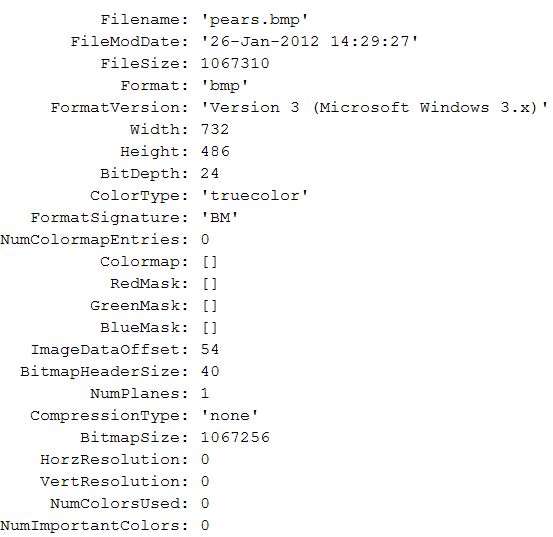 Filename: 'pears.bmp'
FileModDate: '26-Jan-2012 14:29:27'
FileSize: 1067310
Format: 'bmp'
FormatVersion: 'Version 3 (Microsoft Windows 3.x)'
Width: 732
Height: 486
BitDepth: 24
ColorType: 'truecolor'
FormatSignature: 'BM'
NumColormapEntries: 0
Colormap: []
RedMask: []
GreenMask: []
BlueMask: []
ImageDataOffset: 54
BitmapHeaderSize: 40
NumPlanes: 1
CompressionType: 'none'
BitmapSize: 1067256
HorzResolution: 0
VertResolution: 0
NumColorsUsed: 0
NumImportantColors: 0